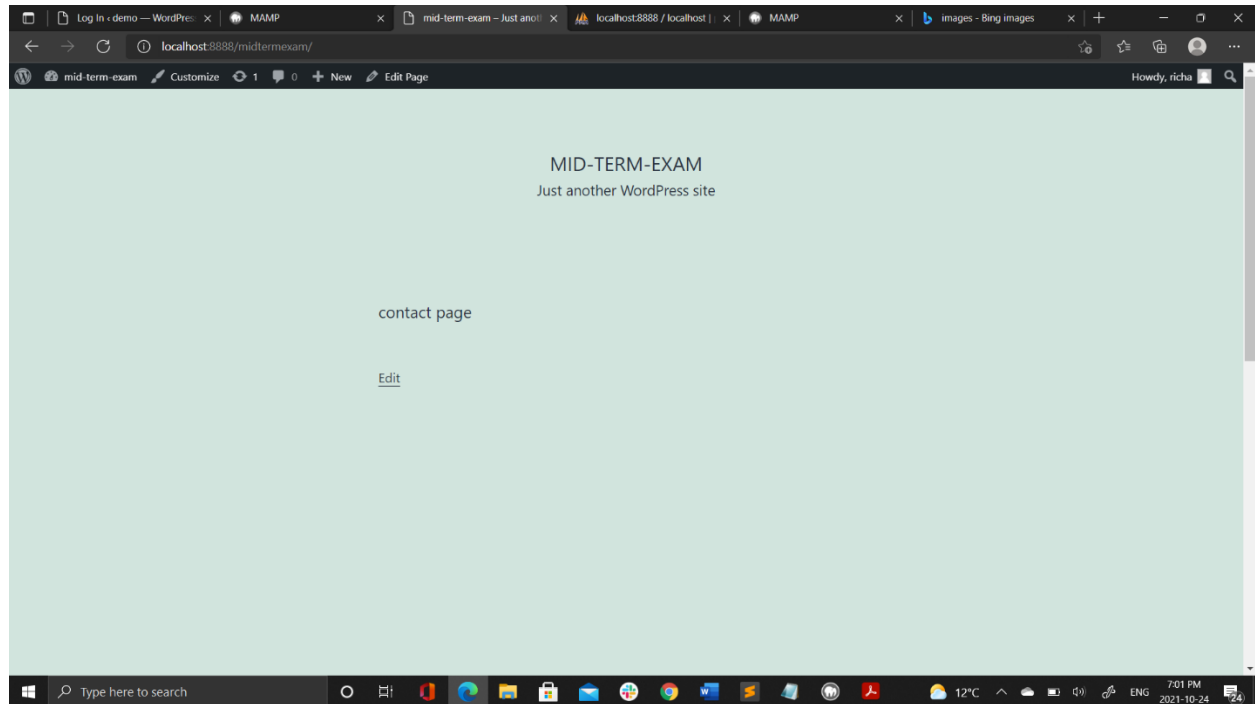 Log In ‹ demo — WordPres
MAMP
mid-term-exam – Just anot
localhost:8888 / localhost |
MAMP
images - Bing images
localhost:8888/midtermexam/
mid-term-exam Customize 1 0 New Edit Page
Howdy, richa
MID-TERM-EXAM
Just another WordPress site
contact page
Edit
Type here to search
12°C
ENG
7:01 PM
2021-10-24
24